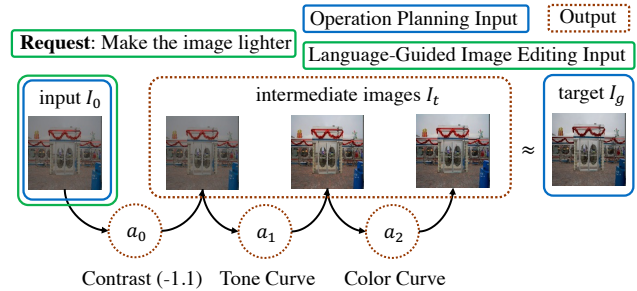 Operation Planning Input
Output
Request: Make the image lighter
Language-Guided Image Editing Input
input I₀
intermediate images Iₜ
target I_g
≈
a₀
a₁
a₂
Contrast (-1.1)
Tone Curve
Color Curve